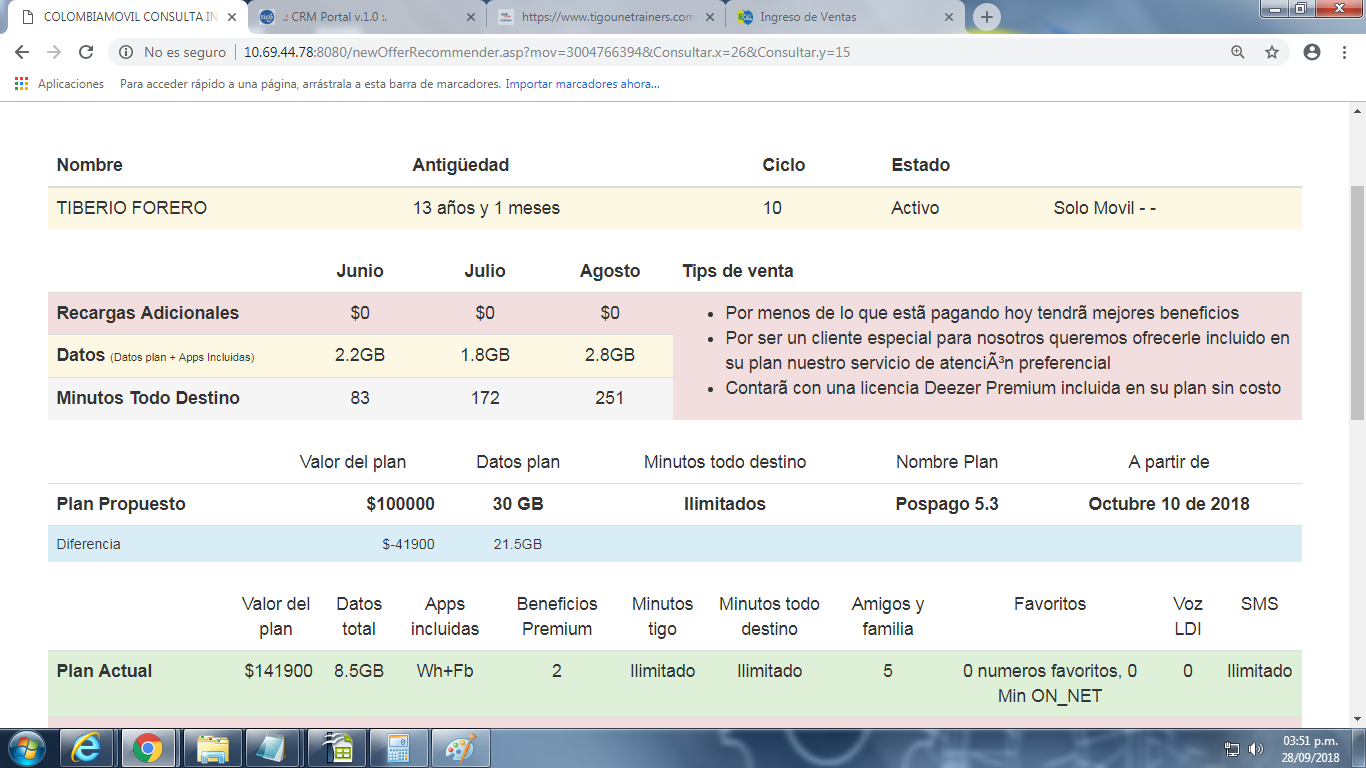 COLOMBIAMOVIL CONSULTA IN
.: CRM Portal v.1.0 :.
https://www.tigounetrainers.com
Ingreso de Ventas
No es seguro | 10.69.44.78:8080/newOfferRecommender.asp?mov=3004766394&Consultar.x=26&Consultar.y=15
Aplicaciones Para acceder rápido a una página, arrástrala a esta barra de marcadores. Importar marcadores ahora...
Nombre Antigüedad Ciclo Estado
TIBERIO FORERO 13 años y 1 meses 10 Activo Solo Movil - -
Junio Julio Agosto Tips de venta
Recargas Adicionales $0 $0 $0
Datos (Datos plan + Apps Incluidas) 2.2GB 1.8GB 2.8GB
Minutos Todo Destino 83 172 251
• Por menos de lo que estã pagando hoy tendrã mejores beneficios
• Por ser un cliente especial para nosotros queremos ofrecerle incluido en
su plan nuestro servicio de atenciÃ³n preferencial
• Contarã con una licencia Deezer Premium incluida en su plan sin costo
Valor del plan Datos plan Minutos todo destino Nombre Plan A partir de
Plan Propuesto $100000 30 GB Ilimitados Pospago 5.3 Octubre 10 de 2018
Diferencia $-41900 21.5GB
Valor del Datos Apps Beneficios Minutos Minutos todo Amigos y Favoritos Voz SMS
plan total incluidas Premium tigo destino familia LDI
Plan Actual $141900 8.5GB Wh+Fb 2 Ilimitado Ilimitado 5 0 numeros favoritos, 0 0 Ilimitado
Min ON_NET
03:51 p.m.
28/09/2018